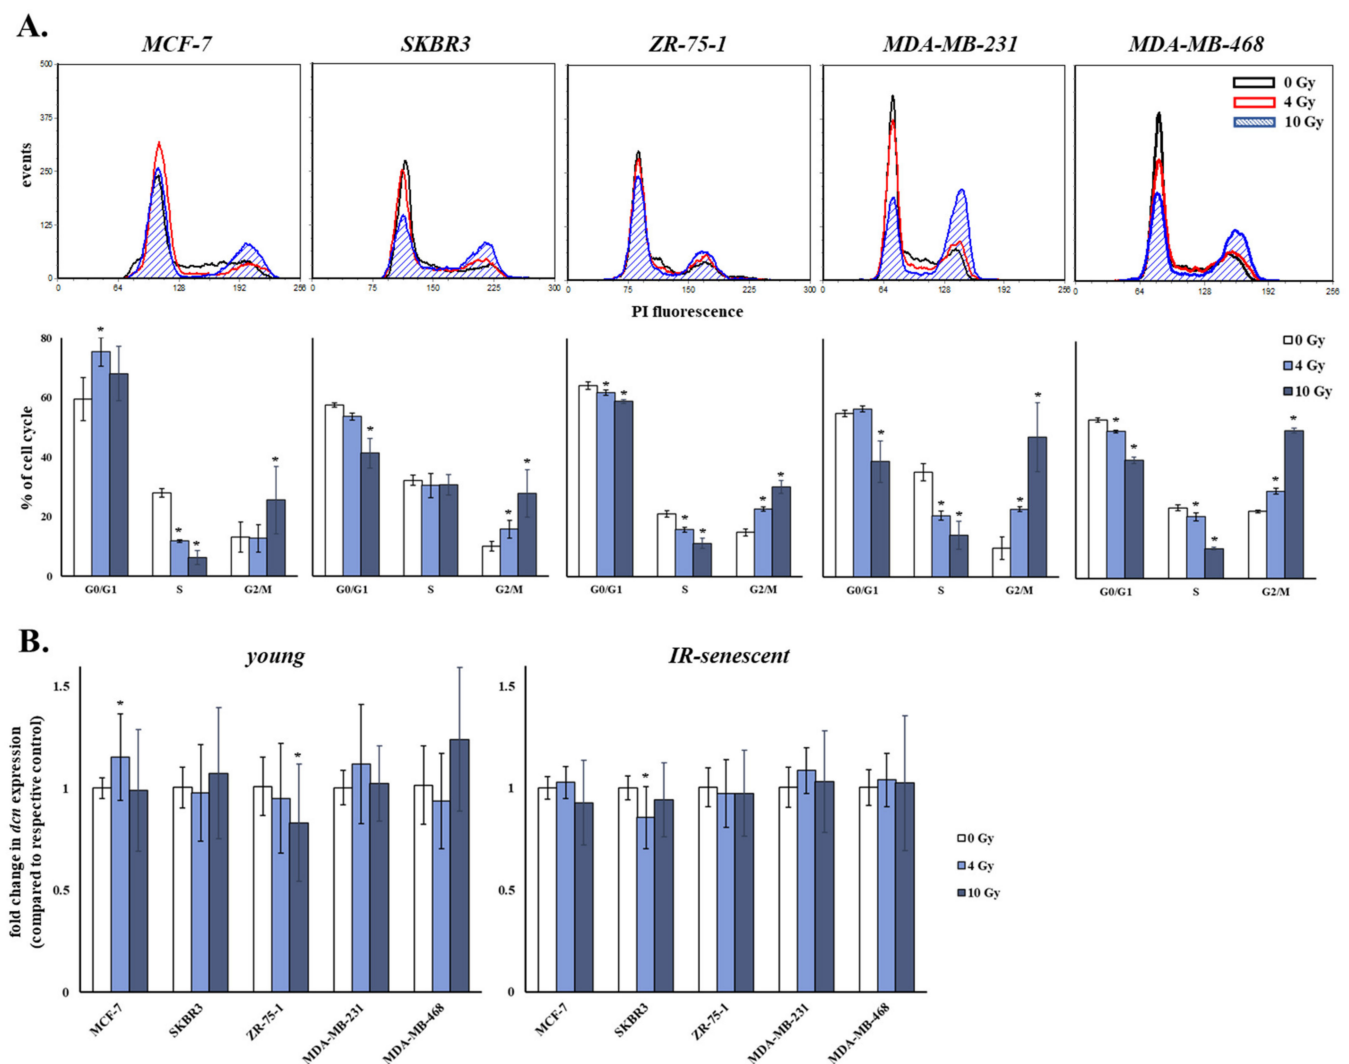 A.
MCF-7 SKBR3 ZR-75-1 MDA-MB-231 MDA-MB-468
500
375
250
125
0
events
0 Gy
4 Gy
10 Gy
0 64 128 192 256 0 75 150 225 300 0 75 150 225 300 0 64 128 192 256 0 64 128 192 256
PI fluorescence
80
60
40
20
0
% of cell cycle
* * * * * * * * * * * * * * * * * * * * * * * *
0 Gy
4 Gy
10 Gy
G0/G1 S G2/M G0/G1 S G2/M G0/G1 S G2/M G0/G1 S G2/M G0/G1 S G2/M
B.
young IR-senescent
1.5 1.5
1 1
0.5 0.5
0 0
fold change in dcn expression
(compared to respective control)
* * *
0 Gy
4 Gy
10 Gy
MCF-7 SKBR3 ZR-75-1 MDA-MB-231 MDA-MB-468 MCF-7 SKBR3 ZR-75-1 MDA-MB-231 MDA-MB-468